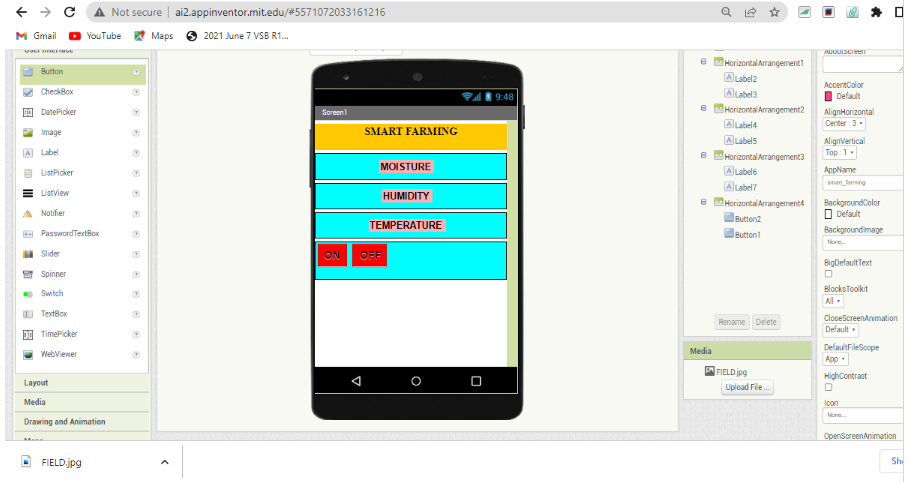 Not secure | ai2.appinventor.mit.edu/#5571072033161216
Gmail YouTube Maps 2021 June 7 VSB R1...
User Interface
Button
CheckBox
DatePicker
Image
Label
ListPicker
ListView
Notifier
PasswordTextBox
Slider
Spinner
Switch
TextBox
TimePicker
WebViewer
Layout
Media
Drawing and Animation
Maps
9:48
Screen1
SMART FARMING
MOISTURE
HUMIDITY
TEMPERATURE
ON OFF
HorizontalArrangement1
Label2
Label3
HorizontalArrangement2
Label4
Label5
HorizontalArrangement3
Label6
Label7
HorizontalArrangement4
Button2
Button1
Rename Delete
Media
FIELD.jpg
Upload File ...
AboutScreen
AccentColor
Default
AlignHorizontal
Center : 3
AlignVertical
Top : 1
AppName
smart_farming
BackgroundColor
Default
BackgroundImage
None...
BigDefaultText
BlocksToolkit
All
CloseScreenAnimation
Default
DefaultFileScope
App
HighContrast
Icon
None...
OpenScreenAnimation
FIELD.jpg